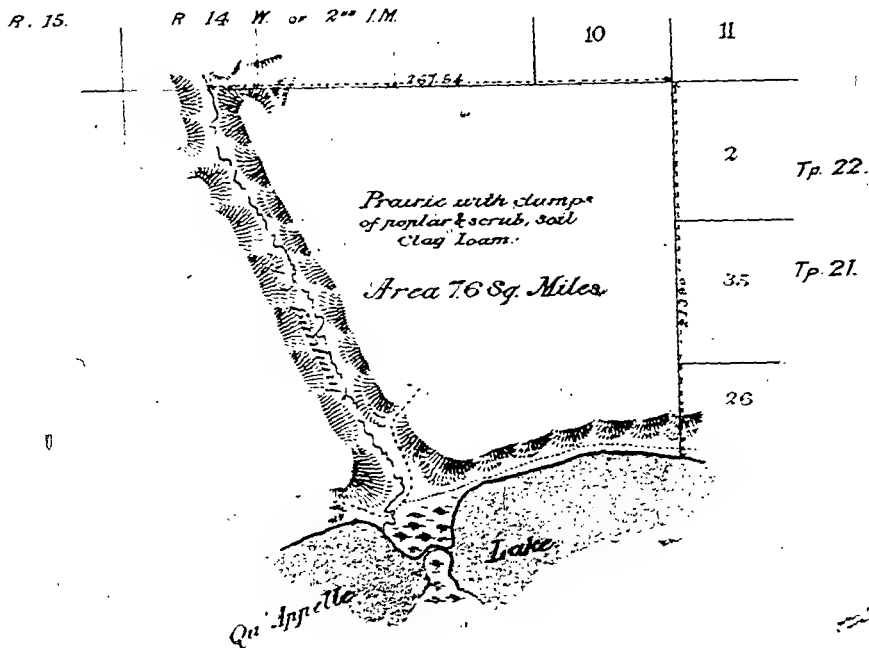 R. 15.
R 14 W. or 2ND I.M.
10
11
267.54
2
Tp. 22.
Prairie with clumps
of poplar & scrub, soil
Clay Loam.
Area 7.6 Sq. Miles
35
Tp. 21.
26
Lake
Qu'Appelle